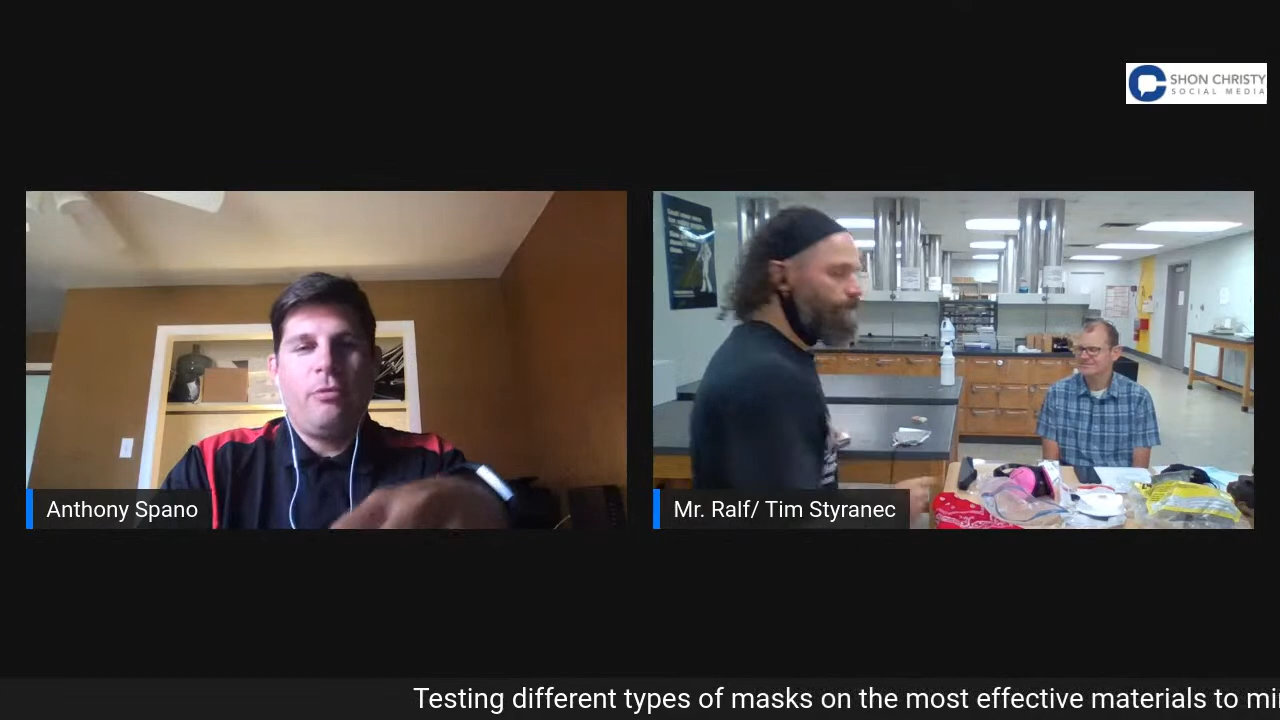 SHON CHRISTY
SOCIAL MEDIA
Anthony Spano
Mr. Ralf/ Tim Styranec
Testing different types of masks on the most effective materials to mi